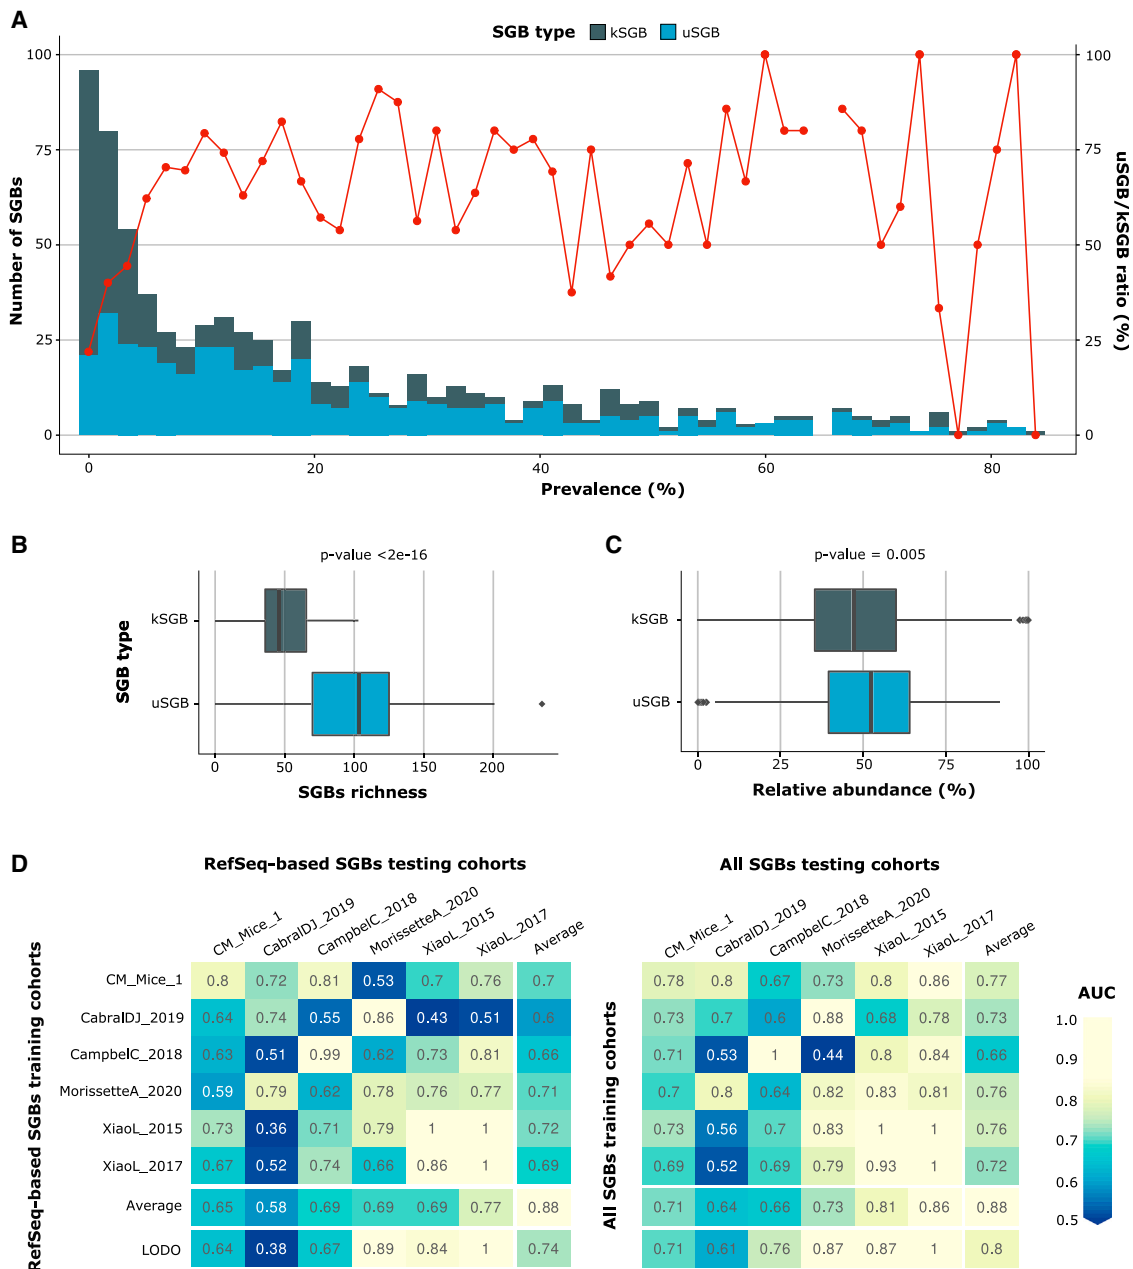 A
SGB type kSGB uSGB
100
75
50
25
0
Number of SGBs
100
75
50
25
0
uSGB/kSGB ratio (%)
0 20 40 60 80
Prevalence (%)
B
p-value <2e-16
SGB type
kSGB
uSGB
0 50 100 150 200
SGBs richness
C
p-value = 0.005
kSGB
uSGB
0 25 50 75 100
Relative abundance (%)
D
RefSeq-based SGBs testing cohorts
RefSeq-based SGBs training cohorts
CM_Mice_1 CabralDJ_2019 CampbelC_2018 MorissetteA_2020 XiaoL_2015 XiaoL_2017 Average
CM_Mice_1 0.8 0.72 0.81 0.53 0.7 0.76 0.7
CabralDJ_2019 0.64 0.74 0.55 0.86 0.43 0.51 0.6
CampbelC_2018 0.63 0.51 0.99 0.62 0.73 0.81 0.66
MorissetteA_2020 0.59 0.79 0.62 0.78 0.76 0.77 0.71
XiaoL_2015 0.73 0.36 0.71 0.79 1 1 0.72
XiaoL_2017 0.67 0.52 0.74 0.66 0.86 1 0.69
Average 0.65 0.58 0.69 0.69 0.69 0.77 0.88
LODO 0.64 0.38 0.67 0.89 0.84 1 0.74
All SGBs testing cohorts
All SGBs training cohorts
CM_Mice_1 CabralDJ_2019 CampbelC_2018 MorissetteA_2020 XiaoL_2015 XiaoL_2017 Average
0.78 0.8 0.67 0.73 0.8 0.86 0.77
0.73 0.7 0.6 0.88 0.68 0.78 0.73
0.71 0.53 1 0.44 0.8 0.84 0.66
0.7 0.8 0.64 0.82 0.83 0.81 0.76
0.73 0.56 0.7 0.83 1 1 0.76
0.69 0.52 0.69 0.79 0.93 1 0.72
0.71 0.64 0.66 0.73 0.81 0.86 0.88
0.71 0.61 0.76 0.87 0.87 1 0.8
AUC
1.0
0.9
0.8
0.7
0.6
0.5